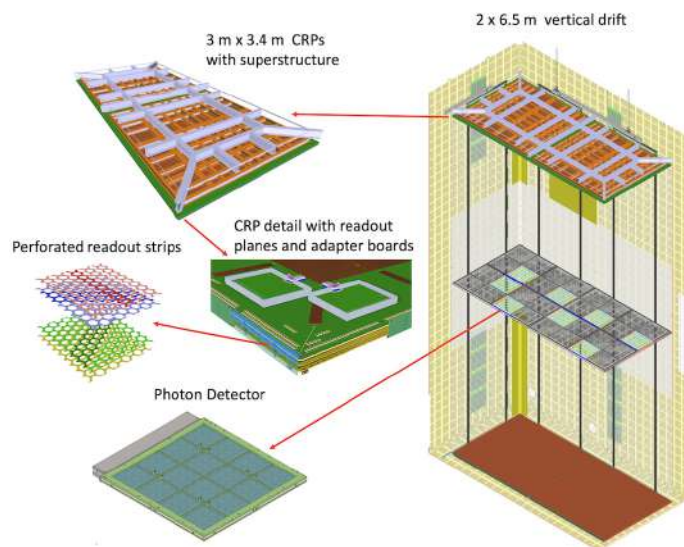 3 m x 3.4 m CRPs
with superstructure
2 x 6.5 m vertical drift
CRP detail with readout
planes and adapter boards
Perforated readout strips
Photon Detector